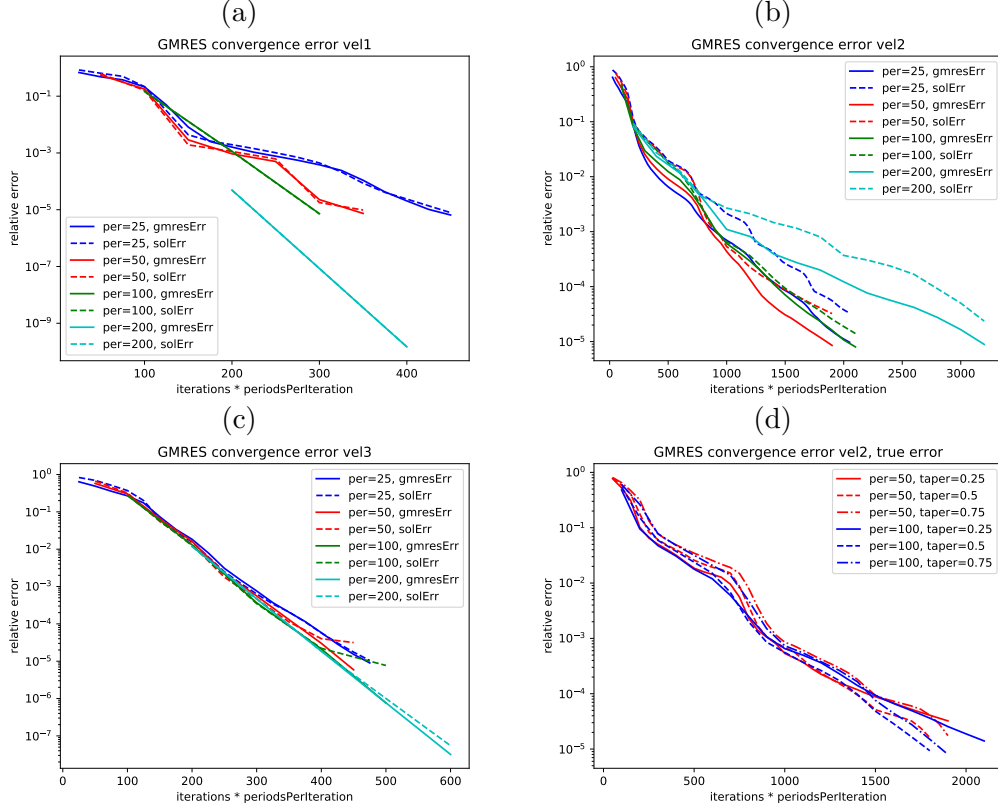 (a)
GMRES convergence error vel1
relative error
10⁻¹
10⁻³
10⁻⁵
10⁻⁷
10⁻⁹
per=25, gmresErr
per=25, solErr
per=50, gmresErr
per=50, solErr
per=100, gmresErr
per=100, solErr
per=200, gmresErr
per=200, solErr
100 200 300 400
iterations * periodsPerIteration
(b)
GMRES convergence error vel2
relative error
10⁰
10⁻¹
10⁻²
10⁻³
10⁻⁴
10⁻⁵
per=25, gmresErr
per=25, solErr
per=50, gmresErr
per=50, solErr
per=100, gmresErr
per=100, solErr
per=200, gmresErr
per=200, solErr
0 500 1000 1500 2000 2500 3000
iterations * periodsPerIteration
(c)
GMRES convergence error vel3
relative error
10⁰
10⁻¹
10⁻²
10⁻³
10⁻⁴
10⁻⁵
10⁻⁶
10⁻⁷
per=25, gmresErr
per=25, solErr
per=50, gmresErr
per=50, solErr
per=100, gmresErr
per=100, solErr
per=200, gmresErr
per=200, solErr
0 100 200 300 400 500 600
iterations * periodsPerIteration
(d)
GMRES convergence error vel2, true error
relative error
10⁰
10⁻¹
10⁻²
10⁻³
10⁻⁴
10⁻⁵
per=50, taper=0.25
per=50, taper=0.5
per=50, taper=0.75
per=100, taper=0.25
per=100, taper=0.5
per=100, taper=0.75
0 500 1000 1500 2000
iterations * periodsPerIteration